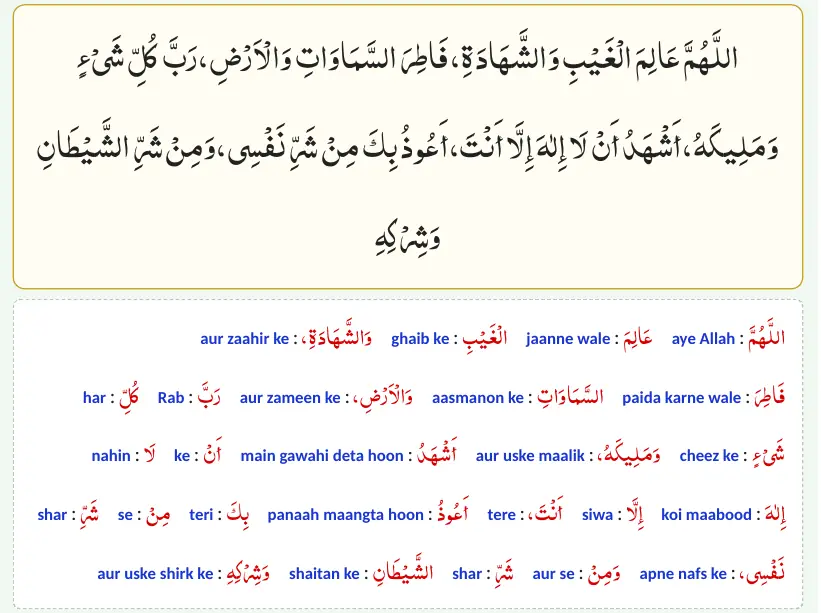 اللَّهُمَّ عَالِمَ الْغَيْبِ وَالشَّهَادَةِ، فَاطِرَ السَّمَاوَاتِ وَالْاَرْضِ، رَبَّ كُلِّ شَىْءٍ
وَمَلِيكَهُ، أَشْهَدُ أَنْ لَا إِلٰهَ إِلَّا أَنْتَ، أَعُوذُ بِكَ مِنْ شَرِّ نَفْسِى، وَمِنْ شَرِّ الشَّيْطَانِ
وَشِرْكِهِ
اللَّهُمَّ : aye Allah عَالِمَ : jaanne wale الْغَيْبِ : ghaib ke وَالشَّهَادَةِ، : aur zaahir ke
فَاطِرَ : paida karne wale السَّمَاوَاتِ : aasmanon ke وَالْاَرْضِ، : aur zameen ke رَبَّ : Rab كُلِّ : har
شَىْءٍ : cheez ke وَمَلِيكَهُ، : aur uske maalik أَشْهَدُ : main gawahi deta hoon أَنْ : ke لَا : nahin
إِلٰهَ : koi maabood إِلَّا : siwa أَنْتَ، : tere أَعُوذُ : panaah maangta hoon بِكَ : teri مِنْ : se شَرِّ : shar
نَفْسِى، : apne nafs ke وَمِنْ : aur se شَرِّ : shar الشَّيْطَانِ : shaitan ke وَشِرْكِهِ : aur uske shirk ke